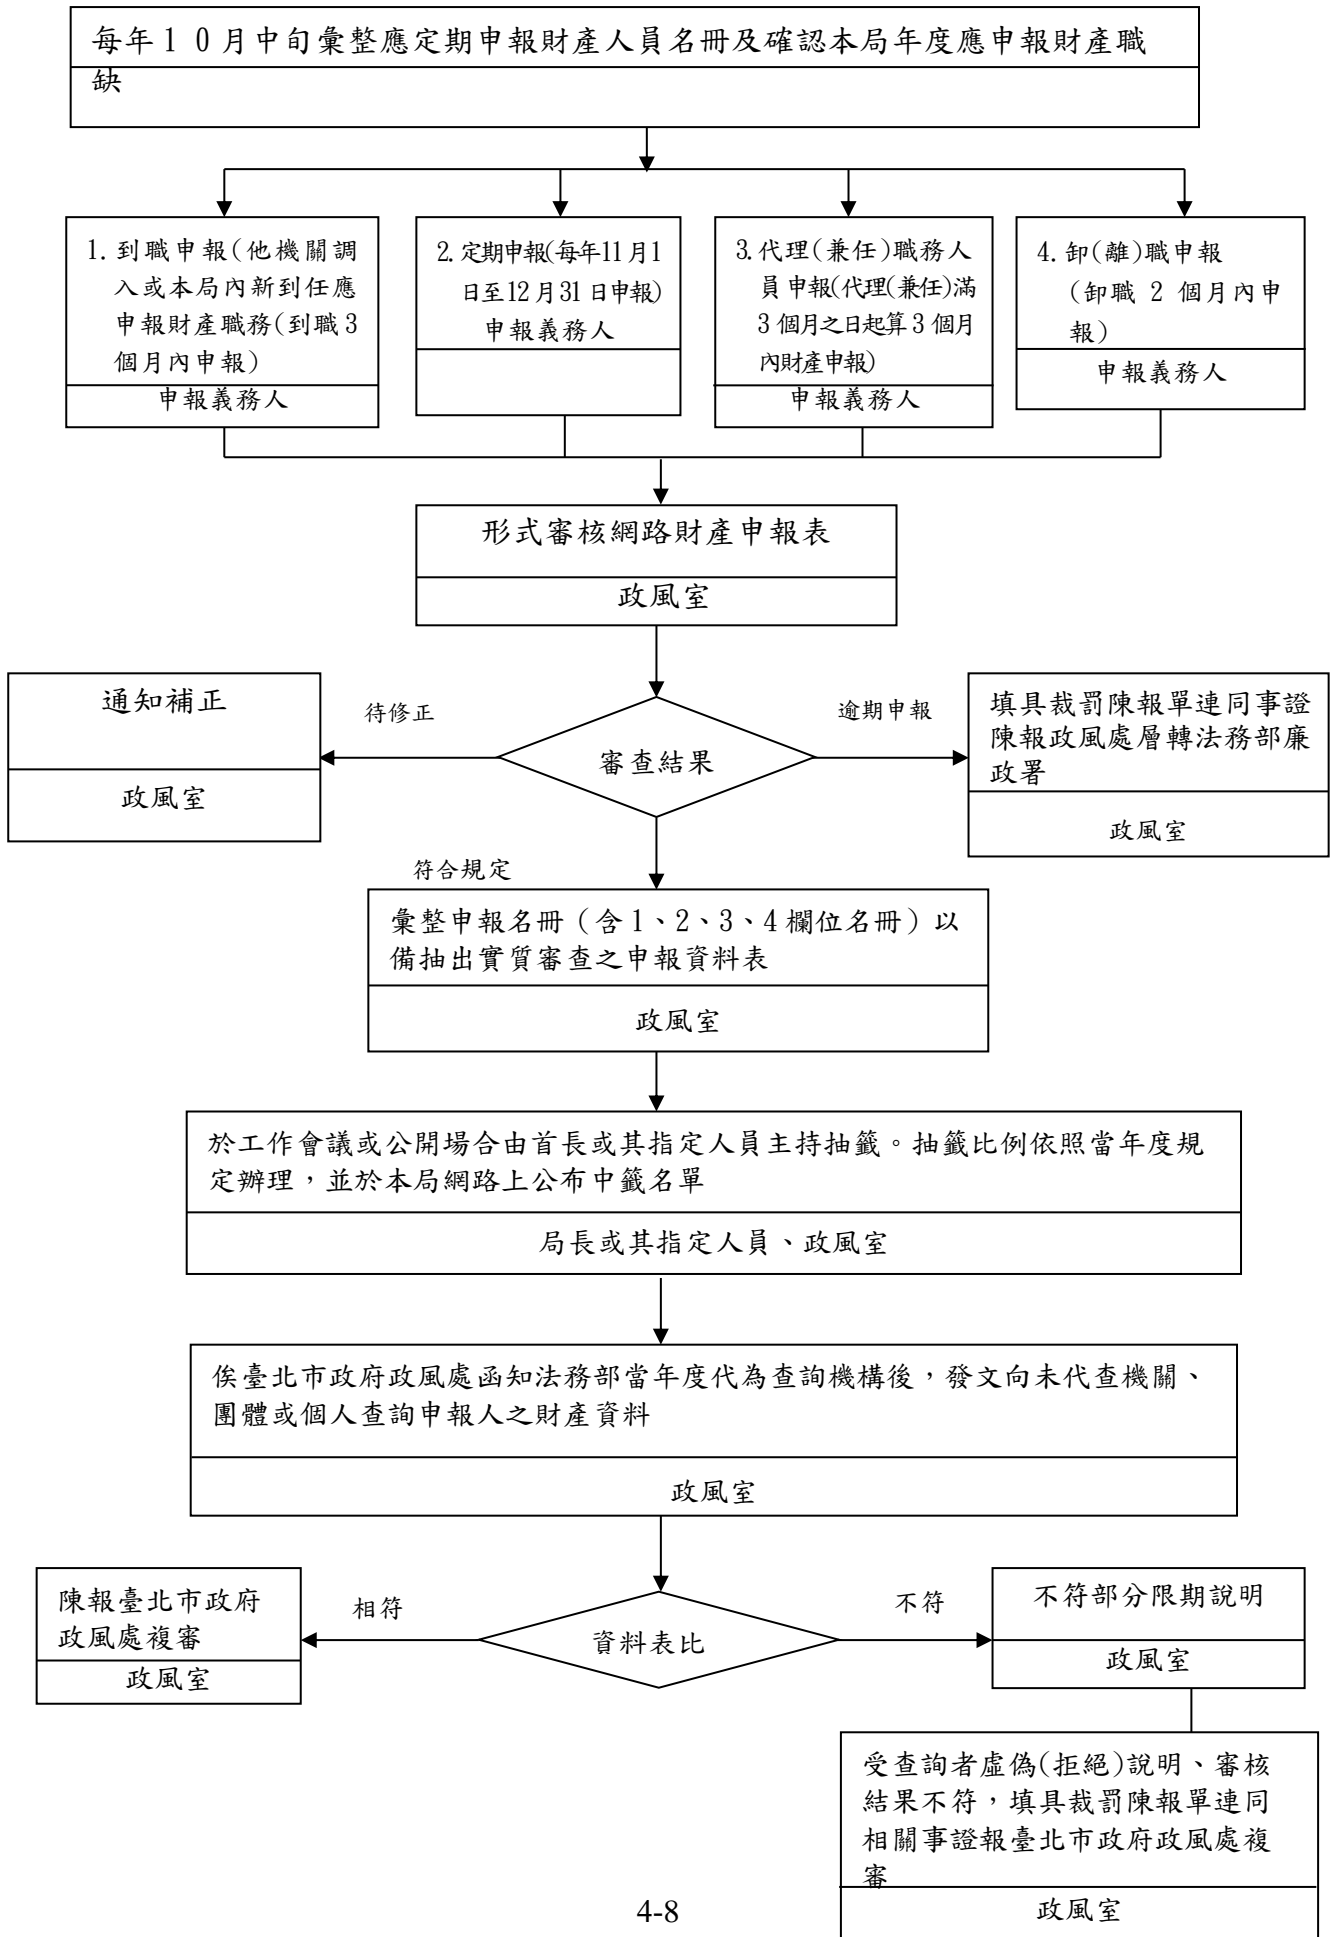 每年10月中旬彙整應定期申報財產人員名冊及確認本局年度應申報財產職
缺
1. 到職申報(他機關調
入或本局內新到任應
申報財產職務(到職3
個月內申報)
申報義務人
2. 定期申報(每年11月1
日至12月31日申報)
申報義務人
3. 代理(兼任)職務人
員申報(代理(兼任)滿
3個月之日起算3個月
內財產申報)
申報義務人
4. 卸(離)職申報
(卸職 2 個月內申
報)
申報義務人
形式審核網路財產申報表
政風室
通知補正
政風室
待修正
審查結果
逾期申報
填具裁罰陳報單連同事證
陳報政風處層轉法務部廉
政署
政風室
符合規定
彙整申報名冊(含1、2、3、4欄位名冊)以
備抽出實質審查之申報資料表
政風室
於工作會議或公開場合由首長或其指定人員主持抽籤。抽籤比例依照當年度規
定辦理,並於本局網路上公布中籤名單
局長或其指定人員、政風室
俟臺北市政府政風處函知法務部當年度代為查詢機構後,發文向未代查機關、
團體或個人查詢申報人之財產資料
政風室
陳報臺北市政府
政風處複審
政風室
相符
資料表比
不符
不符部分限期說明
政風室
受查詢者虛偽(拒絕)說明、審核
結果不符,填具裁罰陳報單連同
相關事證報臺北市政府政風處複
審
政風室
4-8